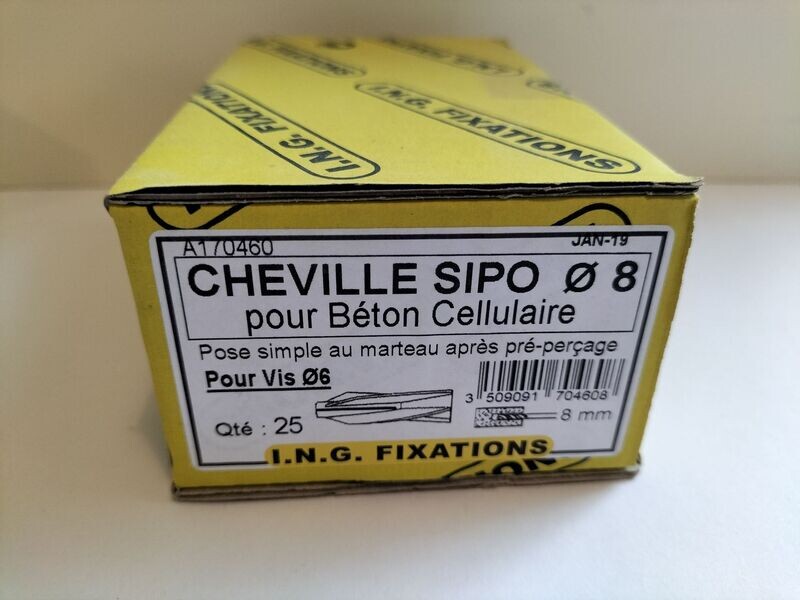 I.N.G. FIXATIONS
I.N.G. FIXATIONS
A170460
JAN-19
CHEVILLE SIPO Ø 8
pour Béton Cellulaire
Pose simple au marteau après pré-perçage
Pour Vis Ø6
3 509091 704608
8 mm
Qté : 25
I.N.G. FIXATIONS